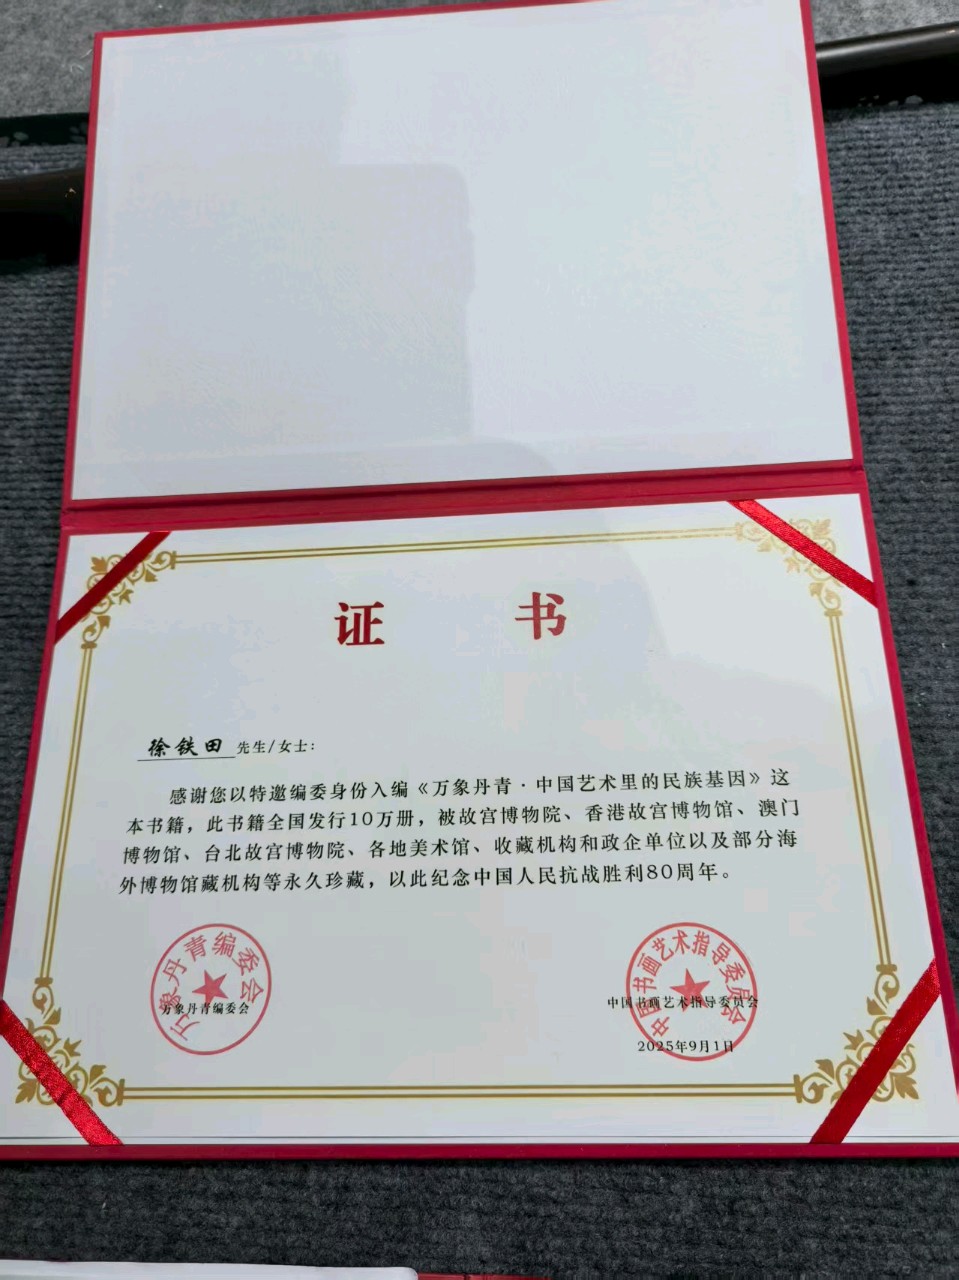 证 书
徐铁田 先生/女士：
感谢您以特邀编委身份入编《万象丹青·中国艺术里的民族基因》这
本书籍，此书籍全国发行10万册，被故宫博物院、香港故宫博物馆、澳门
博物馆、台北故宫博物院、各地美术馆、收藏机构和政企单位以及部分海
外博物馆藏机构等永久珍藏，以此纪念中国人民抗战胜利80周年。
万象丹青编委会
万象丹青编委会
中国书画艺术指导委员会
中国书画艺术指导委员会
2025年9月1日